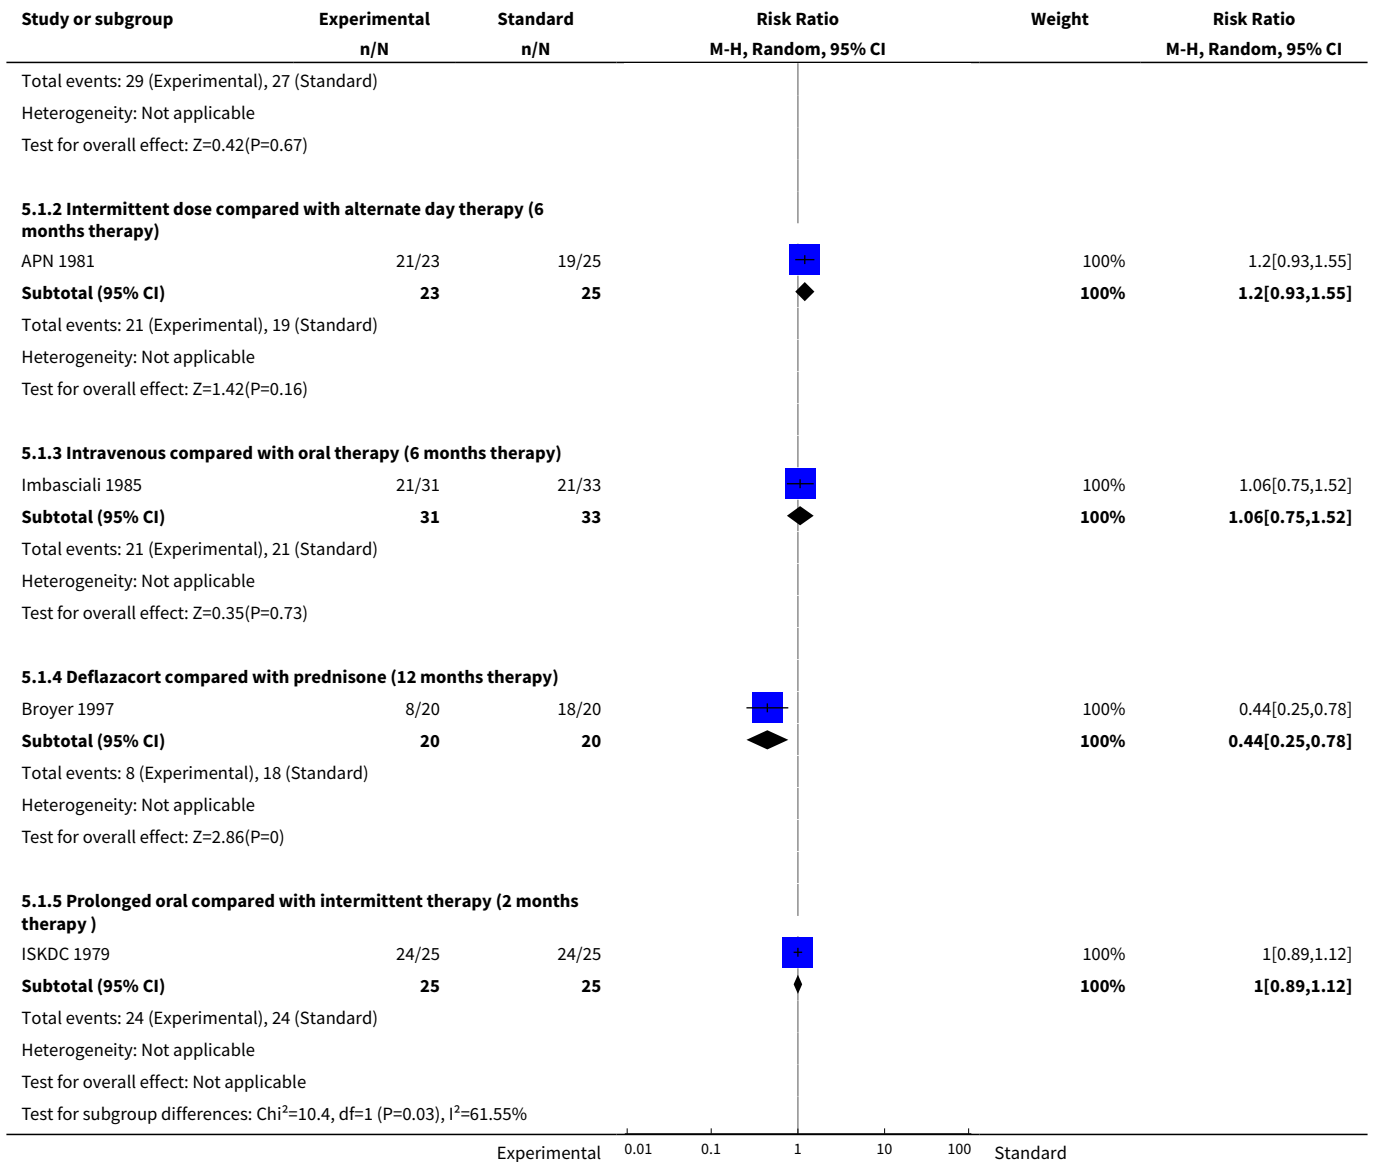 Study or subgroup Experimental Standard Risk Ratio Weight Risk Ratio
n/N n/N M-H, Random, 95% CI M-H, Random, 95% CI
Total events: 29 (Experimental), 27 (Standard)
Heterogeneity: Not applicable
Test for overall effect: Z=0.42(P=0.67)
5.1.2 Intermittent dose compared with alternate day therapy (6
months therapy)
APN 1981 21/23 19/25 100% 1.2[0.93,1.55]
Subtotal (95% CI) 23 25 100% 1.2[0.93,1.55]
Total events: 21 (Experimental), 19 (Standard)
Heterogeneity: Not applicable
Test for overall effect: Z=1.42(P=0.16)
5.1.3 Intravenous compared with oral therapy (6 months therapy)
Imbasciali 1985 21/31 21/33 100% 1.06[0.75,1.52]
Subtotal (95% CI) 31 33 100% 1.06[0.75,1.52]
Total events: 21 (Experimental), 21 (Standard)
Heterogeneity: Not applicable
Test for overall effect: Z=0.35(P=0.73)
5.1.4 Deflazacort compared with prednisone (12 months therapy)
Broyer 1997 8/20 18/20 100% 0.44[0.25,0.78]
Subtotal (95% CI) 20 20 100% 0.44[0.25,0.78]
Total events: 8 (Experimental), 18 (Standard)
Heterogeneity: Not applicable
Test for overall effect: Z=2.86(P=0)
5.1.5 Prolonged oral compared with intermittent therapy (2 months
therapy )
ISKDC 1979 24/25 24/25 100% 1[0.89,1.12]
Subtotal (95% CI) 25 25 100% 1[0.89,1.12]
Total events: 24 (Experimental), 24 (Standard)
Heterogeneity: Not applicable
Test for overall effect: Not applicable
Test for subgroup differences: Chi²=10.4, df=1 (P=0.03), I²=61.55%
Experimental 0.01 0.1 1 10 100 Standard